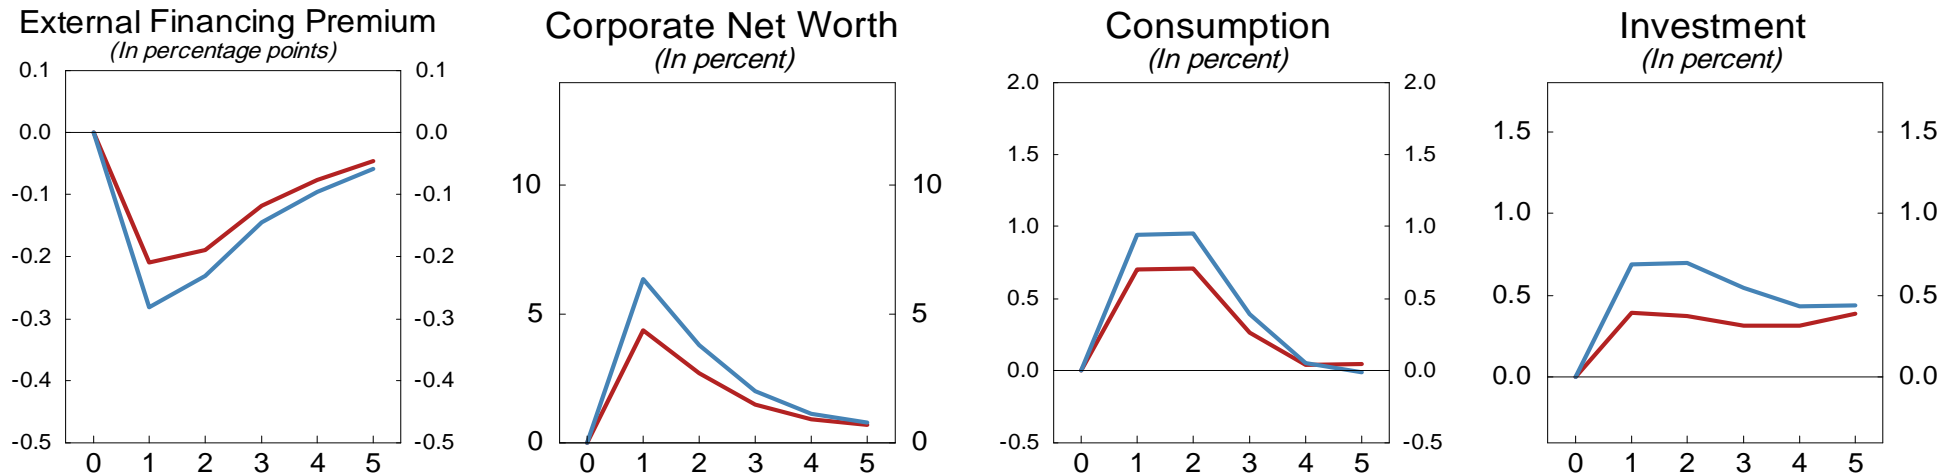 External Financing Premium
(In percentage points)
0.1 0.1
0.0 0.0
-0.1 -0.1
-0.2 -0.2
-0.3 -0.3
-0.4 -0.4
-0.5 -0.5
0 1 2 3 4 5
Corporate Net Worth
(In percent)
10 10
5 5
0 0
0 1 2 3 4 5
Consumption
(In percent)
2.0 2.0
1.5 1.5
1.0 1.0
0.5 0.5
0.0 0.0
-0.5 -0.5
0 1 2 3 4 5
Investment
(In percent)
1.5 1.5
1.0 1.0
0.5 0.5
0.0 0.0
0 1 2 3 4 5